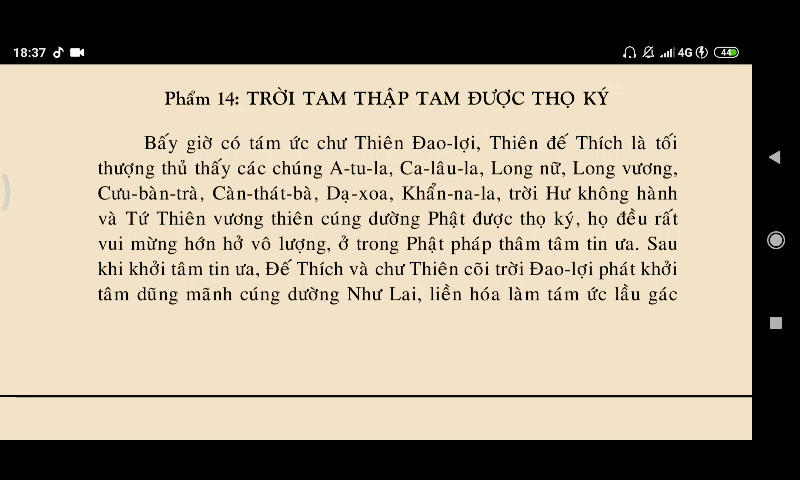 18:37
4G
44
Phẩm 14: TRỜI TAM THẬP TAM ĐƯỢC THỌ KÝ
Bấy giờ có tám ức chư Thiên Đao-lợi, Thiên đế Thích là tối
thượng thủ thấy các chúng A-tu-la, Ca-lâu-la, Long nữ, Long vương,
Cưu-bàn-trà, Càn-thát-bà, Dạ-xoa, Khẩn-na-la, trời Hư không hành
và Tứ Thiên vương thiên cúng dường Phật được thọ ký, họ đều rất
vui mừng hớn hở vô lượng, ở trong Phật pháp thâm tâm tin ưa. Sau
khi khởi tâm tin ưa, Đế Thích và chư Thiên cõi trời Đao-lợi phát khởi
tâm dũng mãnh cúng dường Như Lai, liền hóa làm tám ức lầu gác